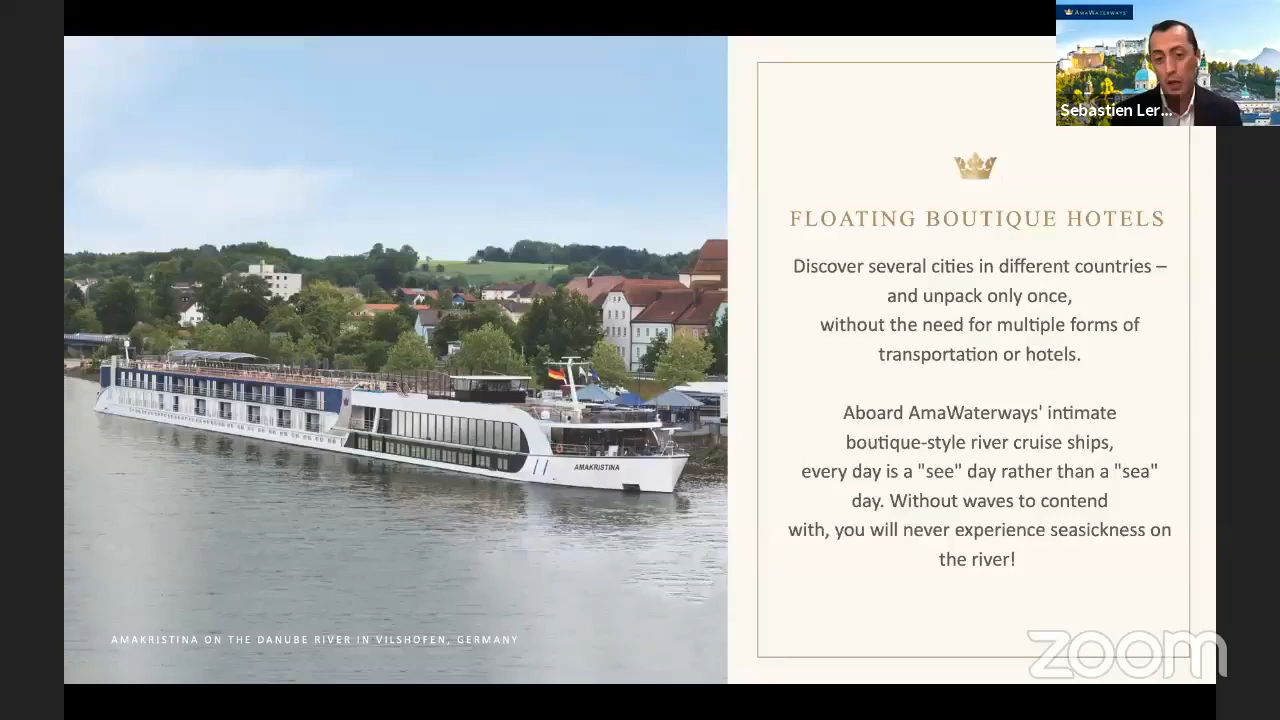 AMAWATERWAYS
Sebastien Ler...
FLOATING BOUTIQUE HOTELS
Discover several cities in different countries –
and unpack only once,
without the need for multiple forms of
transportation or hotels.
Aboard AmaWaterways' intimate
boutique-style river cruise ships,
every day is a "see" day rather than a "sea"
day. Without waves to contend
with, you will never experience seasickness on
the river!
AMAKRISTINA
AMAKRISTINA ON THE DANUBE RIVER IN VILSHOFEN, GERMANY
zoom